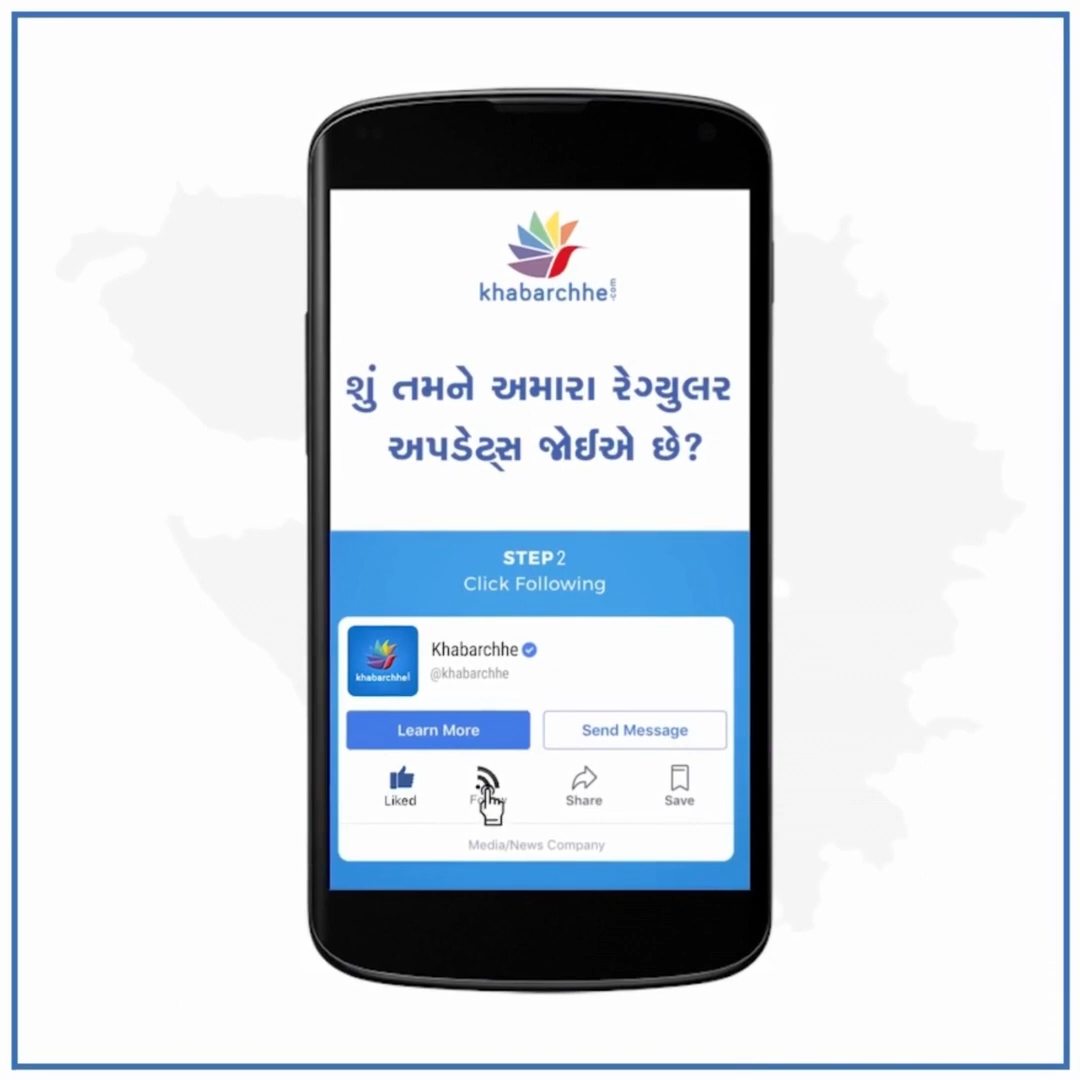 khabarchhe.com
શું તમને અમારા રેગ્યુલર
અપડેટ્સ જોઈએ છે?
STEP 2
Click Following
khabarchhe
Khabarchhe
@khabarchhe
Learn More
Send Message
Liked
Share
Save
Media/News Company